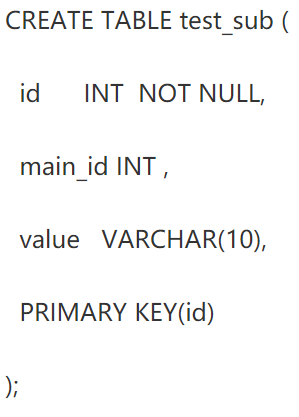 CREATE TABLE test_sub (
id INT NOT NULL,
main_id INT ,
value VARCHAR(10),
PRIMARY KEY(id)
);